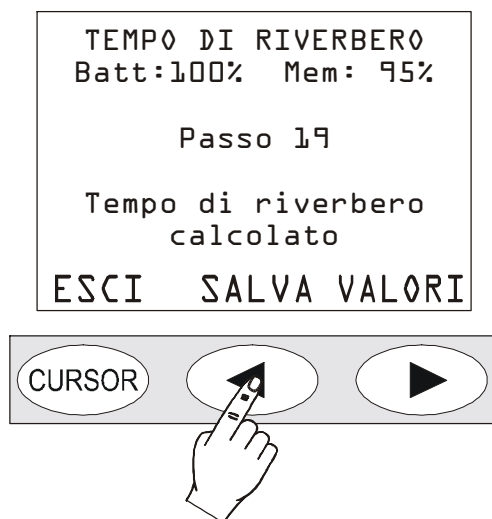 TEMPO DI RIVERBERO
Batt:100% Mem: 95%
Passo 19
Tempo di riverbero
calcolato
ESCI SALVA VALORI
CURSOR